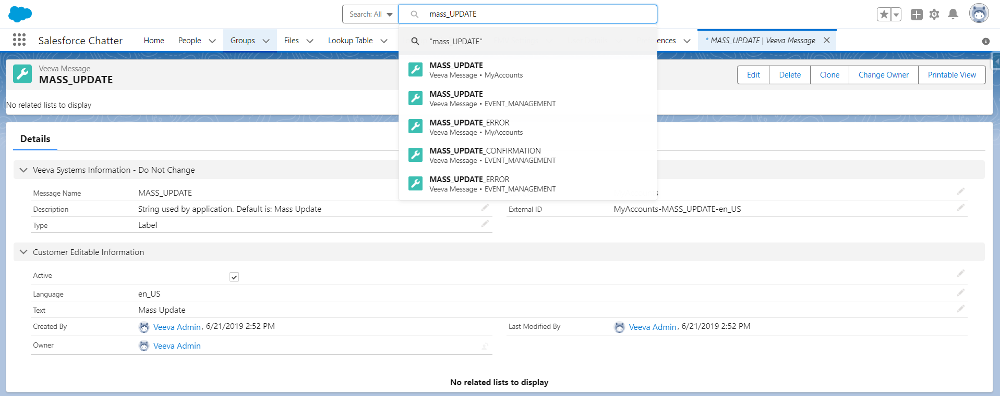 Search: All
mass_UPDATE
Salesforce Chatter
Home
People
Groups
Files
Lookup Table
* MASS_UPDATE | Veeva Message
"mass_UPDATE"
MASS_UPDATE
Veeva Message • MyAccounts
MASS_UPDATE
Veeva Message • EVENT_MANAGEMENT
MASS_UPDATE_ERROR
Veeva Message • MyAccounts
MASS_UPDATE_CONFIRMATION
Veeva Message • EVENT_MANAGEMENT
MASS_UPDATE_ERROR
Veeva Message • EVENT_MANAGEMENT
Veeva Message
MASS_UPDATE
Edit
Delete
Clone
Change Owner
Printable View
No related lists to display
Details
Veeva Systems Information - Do Not Change
Message Name MASS_UPDATE
Description String used by application. Default is: Mass Update
External ID MyAccounts-MASS_UPDATE-en_US
Type Label
Customer Editable Information
Active
Language en_US
Text Mass Update
Created By Veeva Admin, 6/21/2019 2:52 PM
Last Modified By Veeva Admin, 6/21/2019 2:52 PM
Owner Veeva Admin
No related lists to display